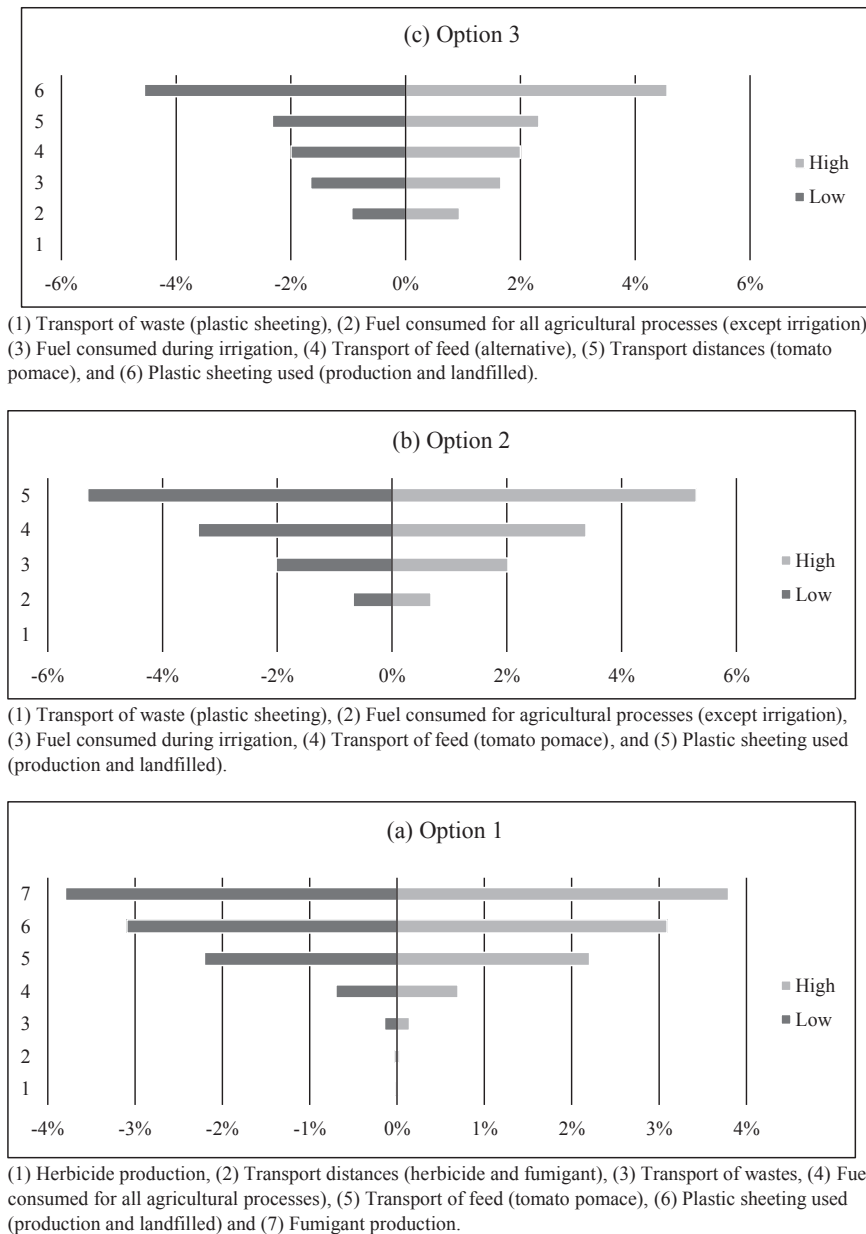 (c) Option 3
6
5
4
3
2
1
High
Low
-6% -4% -2% 0% 2% 4% 6%
(1) Transport of waste (plastic sheeting), (2) Fuel consumed for all agricultural processes (except irrigation)
(3) Fuel consumed during irrigation, (4) Transport of feed (alternative), (5) Transport distances (tomato
pomace), and (6) Plastic sheeting used (production and landfilled).
(b) Option 2
5
4
3
2
1
High
Low
-6% -4% -2% 0% 2% 4% 6%
(1) Transport of waste (plastic sheeting), (2) Fuel consumed for agricultural processes (except irrigation),
(3) Fuel consumed during irrigation, (4) Transport of feed (tomato pomace), and (5) Plastic sheeting used
(production and landfilled).
(a) Option 1
7
6
5
4
3
2
1
High
Low
-4% -3% -2% -1% 0% 1% 2% 3% 4%
(1) Herbicide production, (2) Transport distances (herbicide and fumigant), (3) Transport of wastes, (4) Fue
consumed for all agricultural processes), (5) Transport of feed (tomato pomace), (6) Plastic sheeting used
(production and landfilled) and (7) Fumigant production.